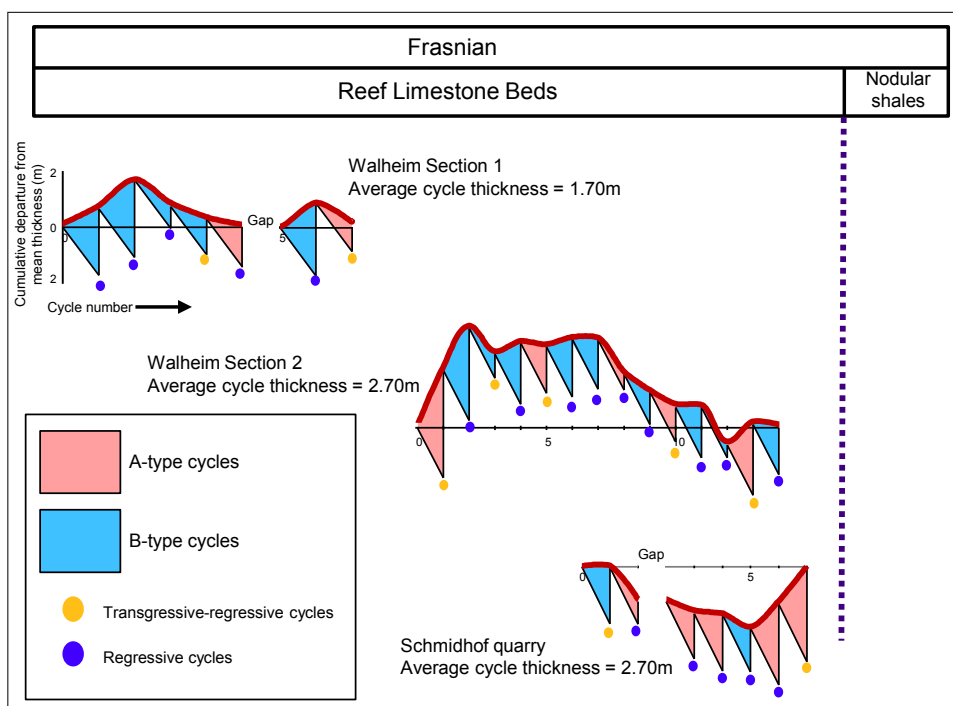 Frasnian
Reef Limestone Beds
Nodular
shales
Walheim Section 1
Average cycle thickness = 1.70m
Cumulative departure from
mean thickness (m)
2
0
2
0
Gap
5
Cycle number
Walheim Section 2
Average cycle thickness = 2.70m
0
5
10
A-type cycles
B-type cycles
Transgressive-regressive cycles
Regressive cycles
Gap
0
5
Schmidhof quarry
Average cycle thickness = 2.70m